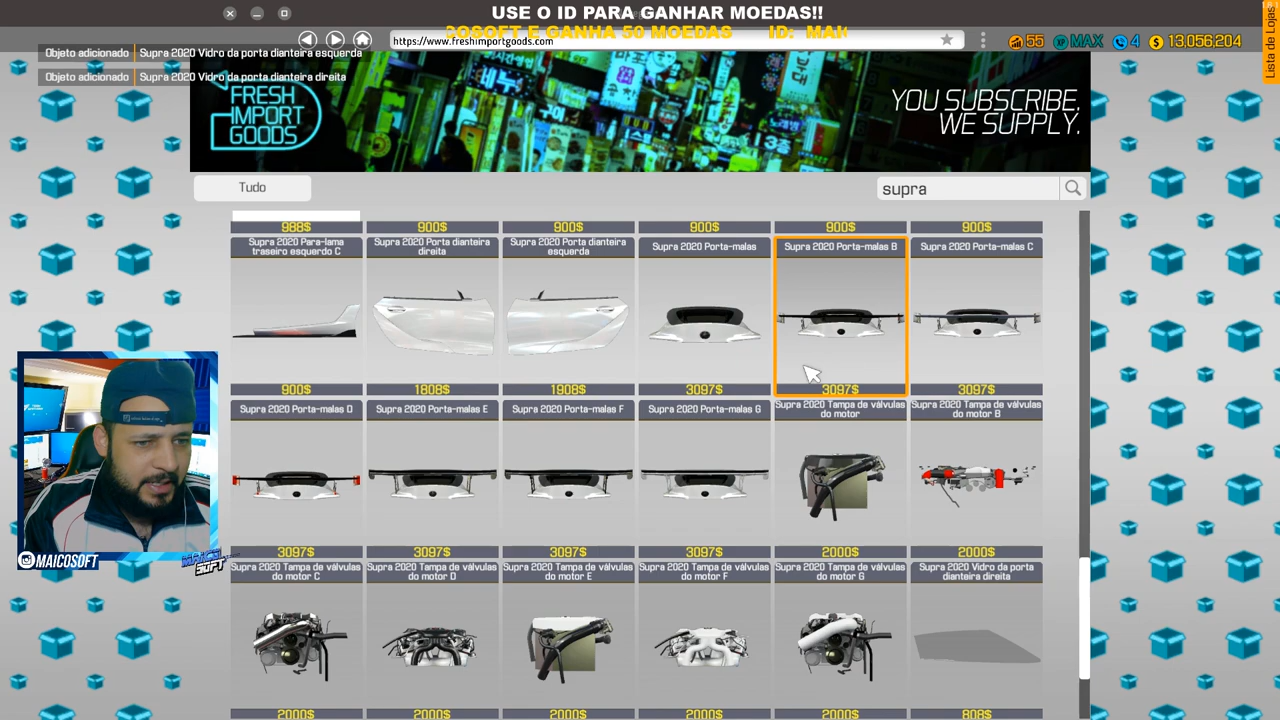 USE O ID PARA GANHAR MOEDAS!!
COSOFT E GANHA 50 MOEDAS ID: MAI
https://www.freshimportgoods.com
55 MAX 4 $ 13,056,204
Lista de Lojas
Objeto adicionado Supra 2020 Vidro da porta dianteira esquerda
Objeto adicionado Supra 2020 Vidro da porta dianteira direita
FRESH
IMPORT
GOODS
YOU SUBSCRIBE.
WE SUPPLY.
Tudo
supra
988$ 900$ 900$ 900$ 900$ 900$
Supra 2020 Para-lama
traseiro esquerdo C
Supra 2020 Porta dianteira
direita
Supra 2020 Porta dianteira
esquerda
Supra 2020 Porta-malas
Supra 2020 Porta-malas B
Supra 2020 Porta-malas C
900$ 1808$ 1908$ 3097$ 3097$ 3097$
Supra 2020 Porta-malas D
Supra 2020 Porta-malas E
Supra 2020 Porta-malas F
Supra 2020 Porta-malas G
Supra 2020 Tampa de válvulas
do motor
Supra 2020 Tampa de válvulas
do motor B
3097$ 3097$ 3097$ 3097$ 2000$ 2000$
Supra 2020 Tampa de válvulas
do motor C
Supra 2020 Tampa de válvulas
do motor D
Supra 2020 Tampa de válvulas
do motor E
Supra 2020 Tampa de válvulas
do motor F
Supra 2020 Tampa de válvulas
do motor G
Supra 2020 Vidro da porta
dianteira direita
2000$ 2000$ 2000$ 2000$ 2000$ 808$
MAICOSOFT